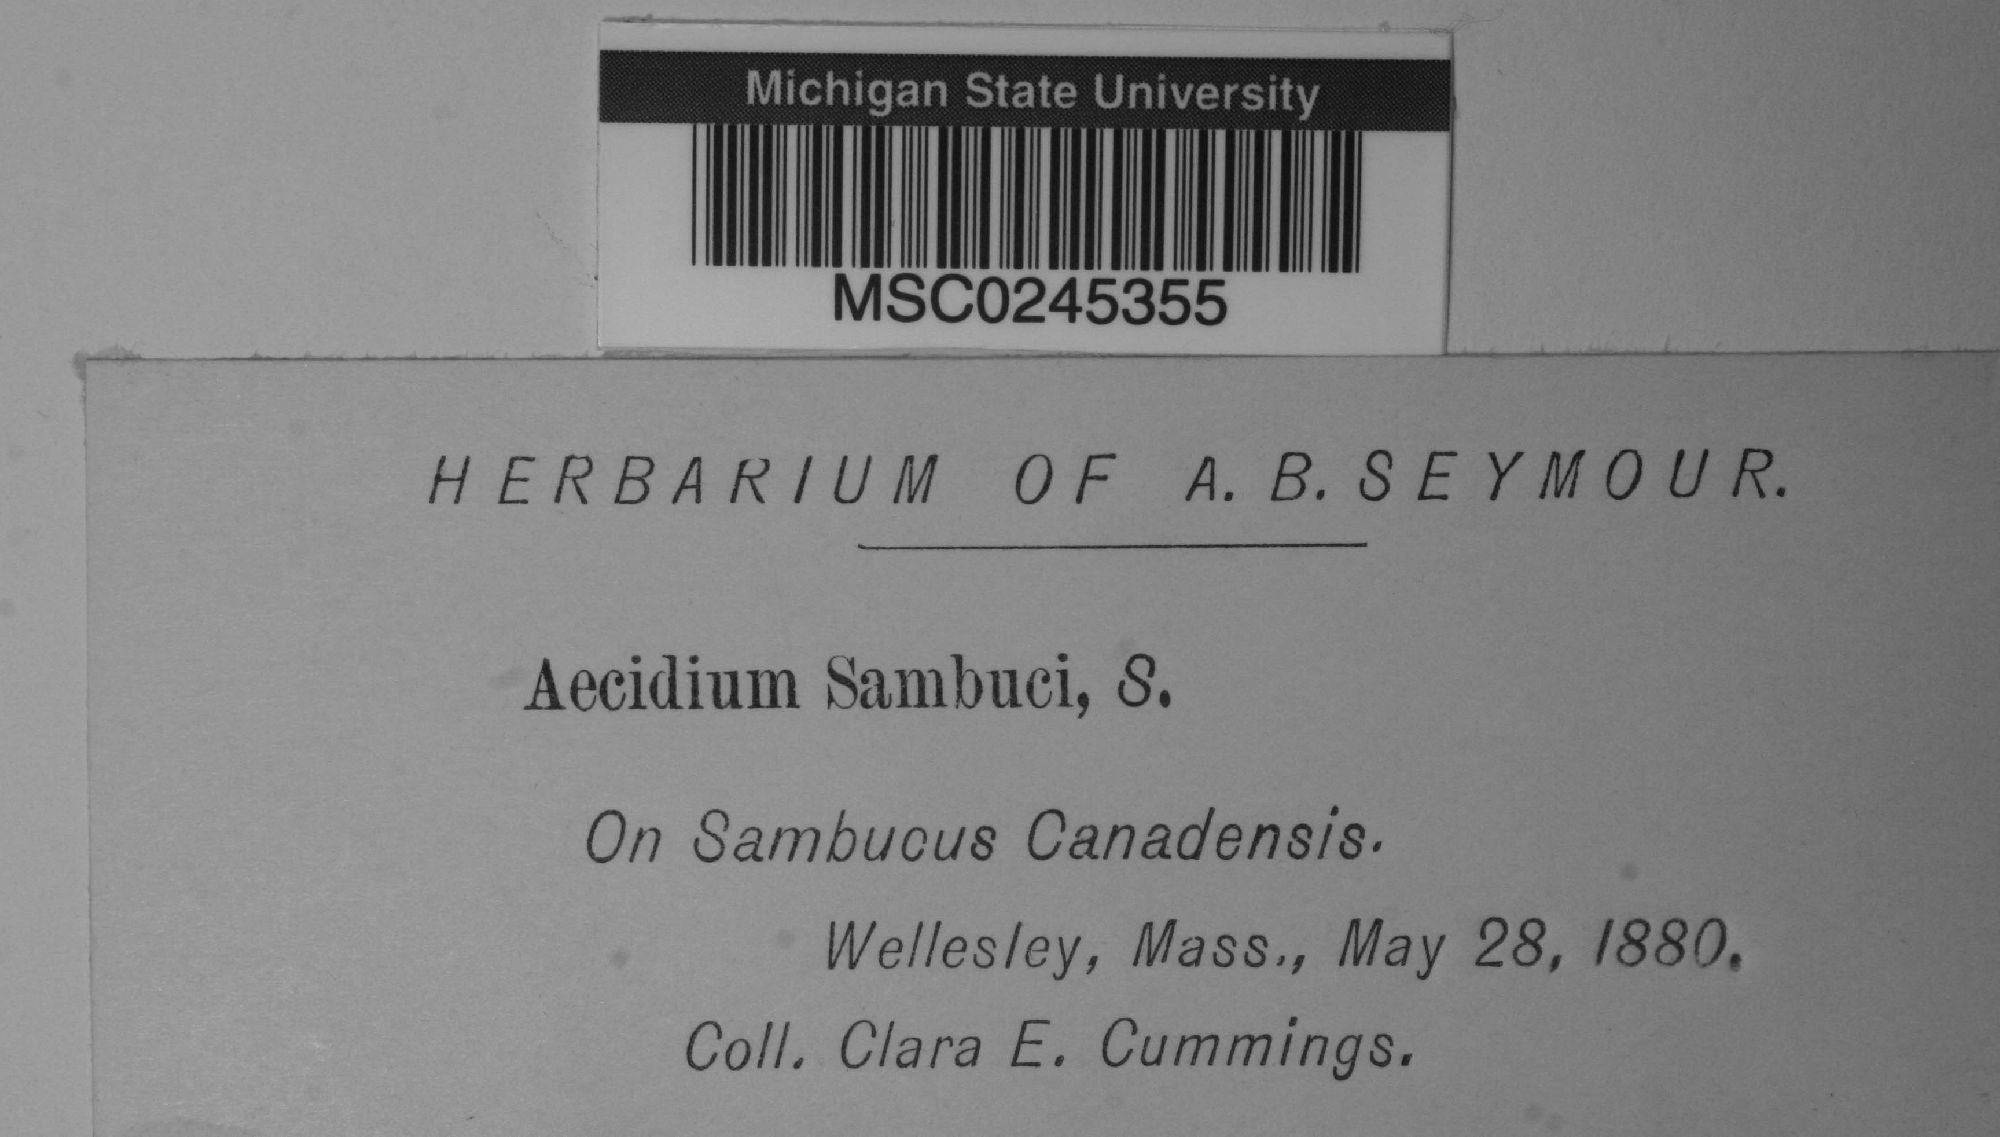 Michigan State University
MSC0245355
HERBARIUM OF A. B. SEYMOUR.
Aecidium Sambuci, S.
On Sambucus Canadensis.
Wellesley, Mass., May 28, 1880.
Coll. Clara E. Cummings.